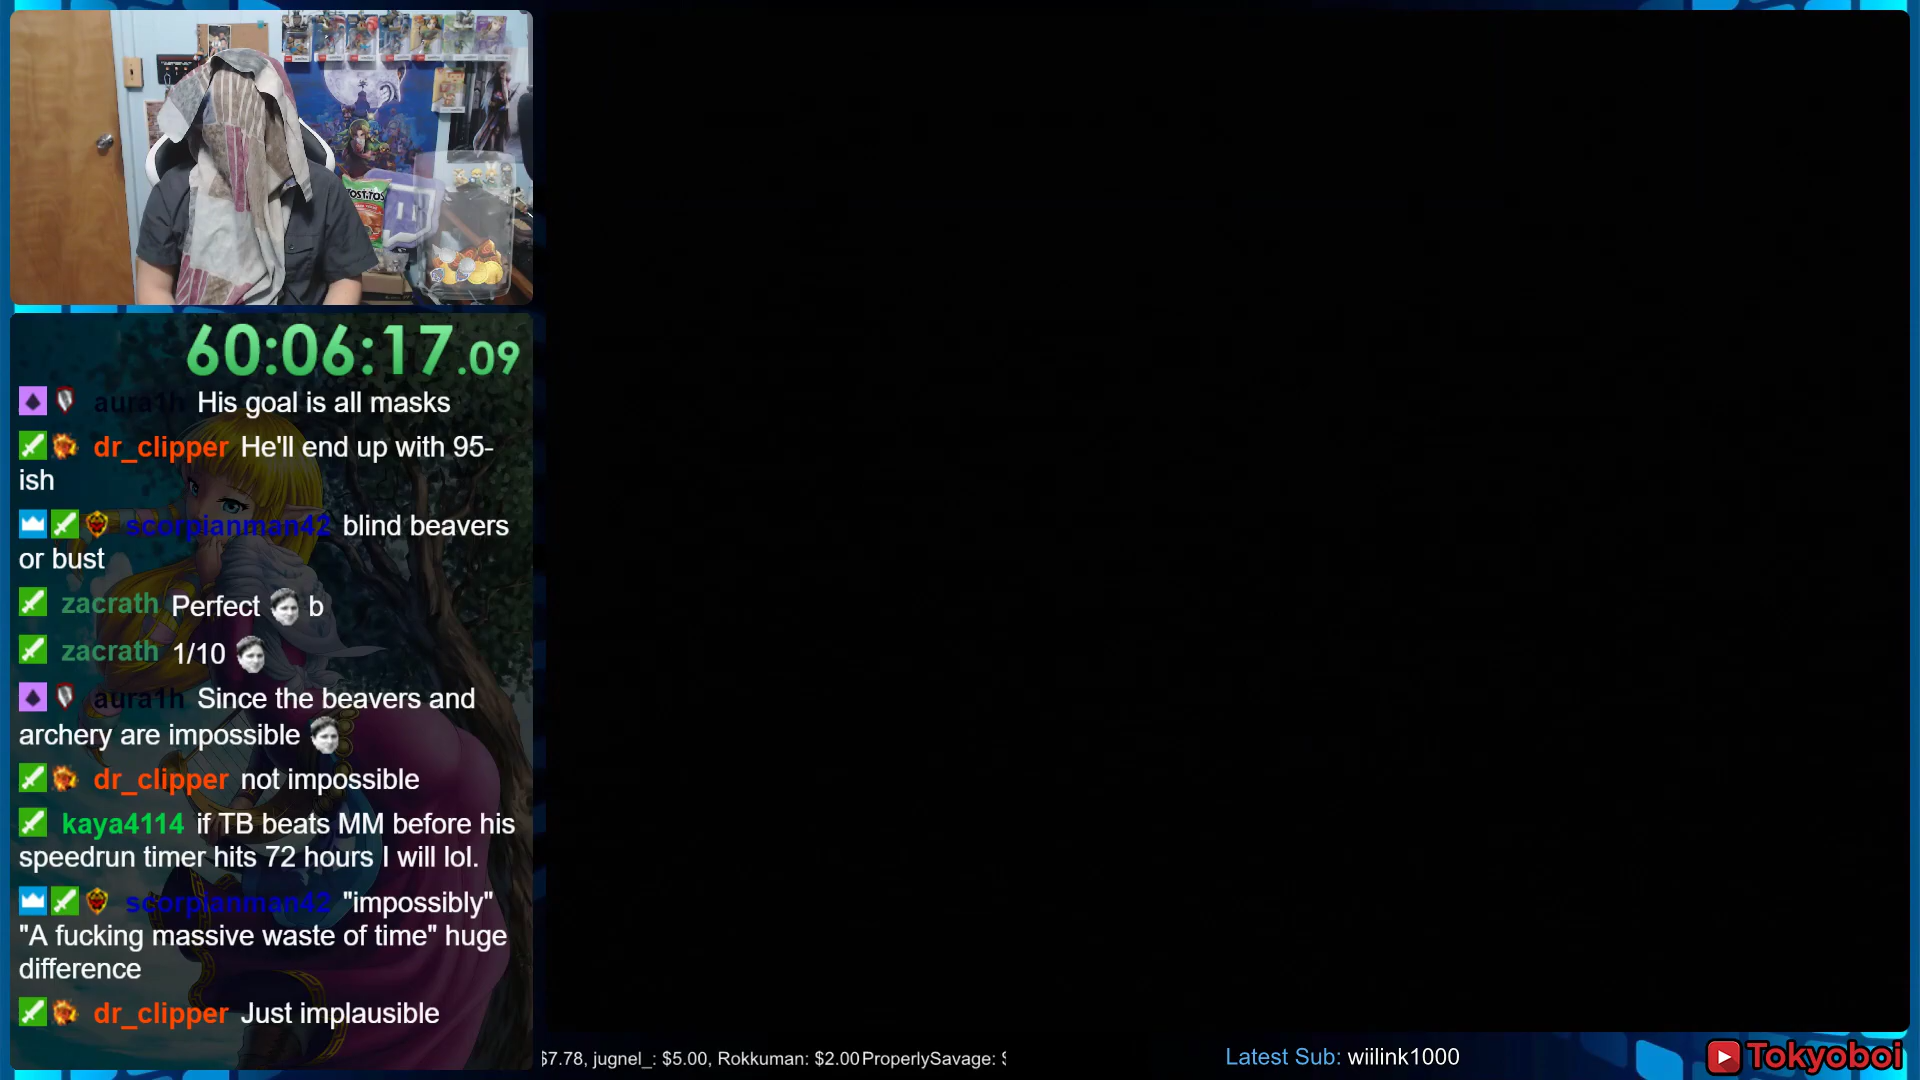 TOSTITOS
60:06:17.09
aura1h His goal is all masks
dr_clipper He'll end up with 95-
ish
scorpianman42 blind beavers
or bust
zacrath Perfect b
zacrath 1/10
aura1h Since the beavers and
archery are impossible
dr_clipper not impossible
kaya4114 if TB beats MM before his
speedrun timer hits 72 hours I will lol.
scorpianman42 "impossibly"
"A fucking massive waste of time" huge
difference
dr_clipper Just implausible
$7.78, jugnel_: $5.00, Rokkuman: $2.00ProperlySavage: $
Latest Sub: wiilink1000
Tokyoboi